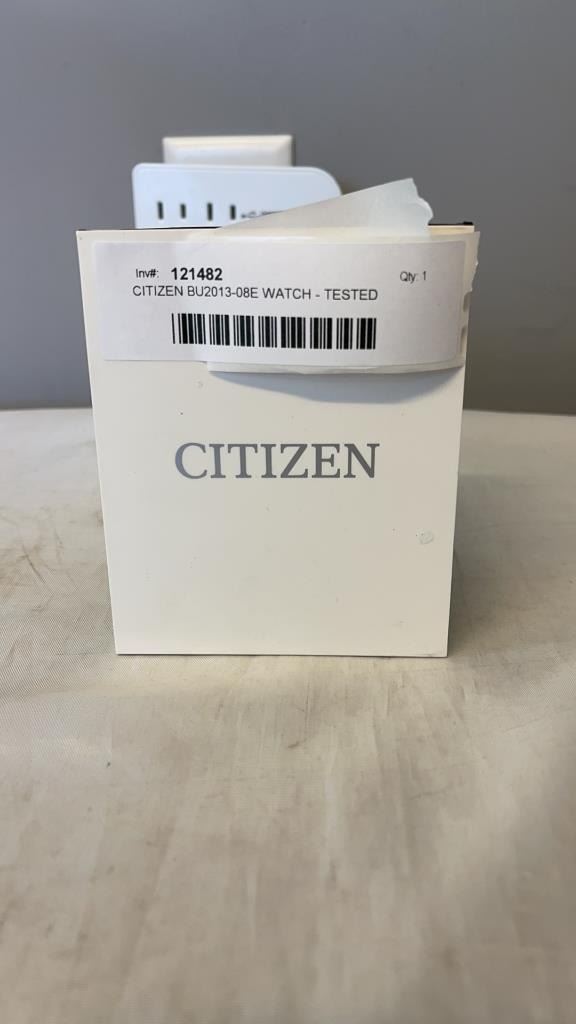 Inv#: 121482 Qty: 1
CITIZEN BU2013-08E WATCH - TESTED
CITIZEN